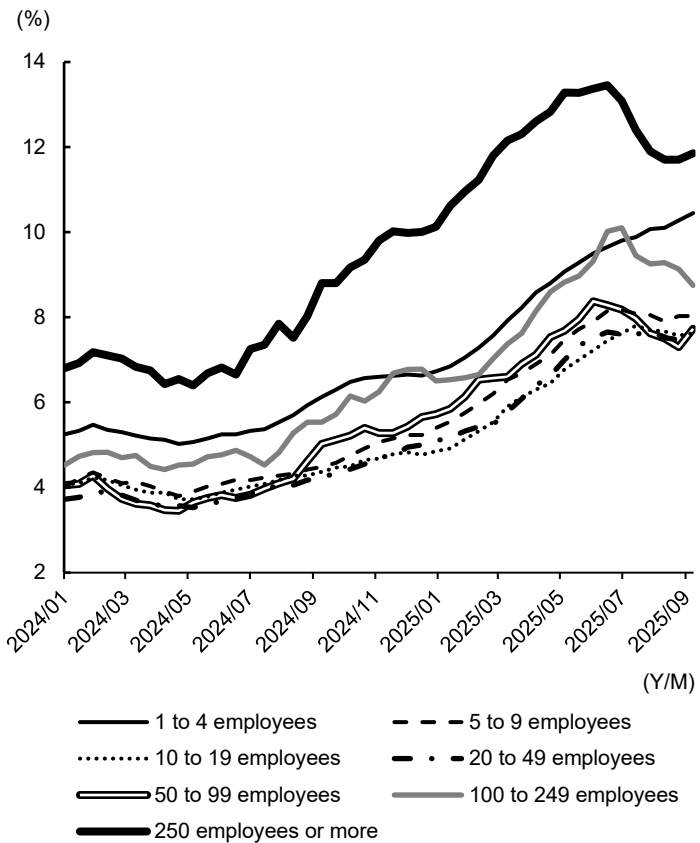 (%)
14
12
10
8
6
4
2
2024/01 2024/03 2024/05 2024/07 2024/09 2024/11 2025/01 2025/03 2025/05 2025/07 2025/09
(Y/M)
1 to 4 employees 5 to 9 employees
10 to 19 employees 20 to 49 employees
50 to 99 employees 100 to 249 employees
250 employees or more